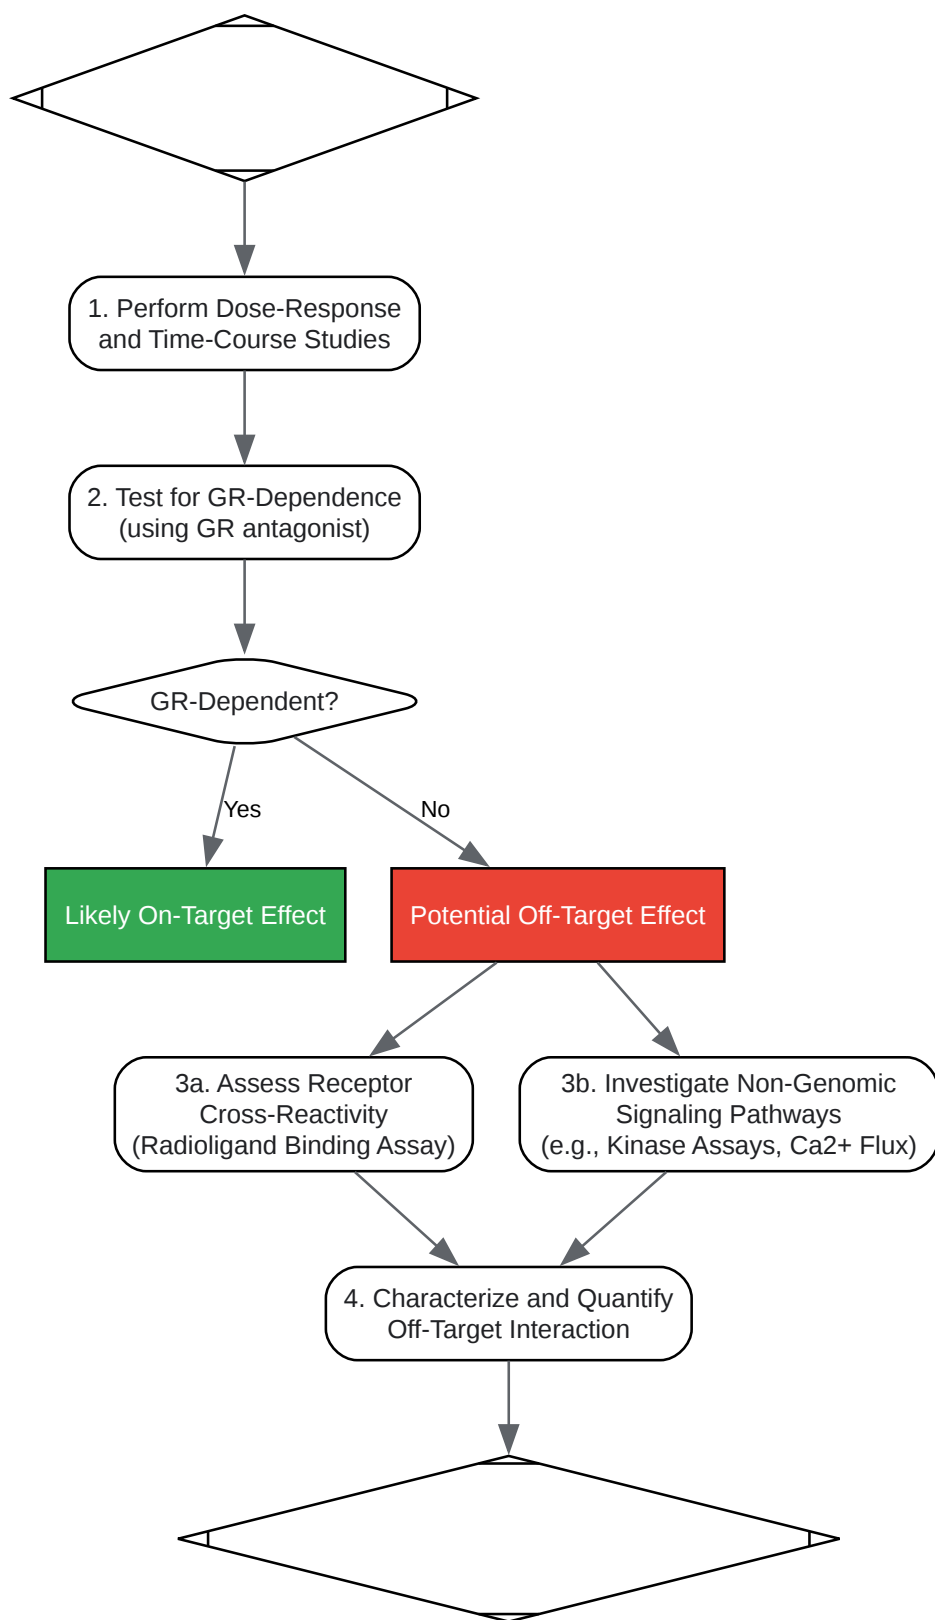 1. Perform Dose-Response
and Time-Course Studies
2. Test for GR-Dependence
(using GR antagonist)
GR-Dependent?
Yes
No
Likely On-Target Effect
Potential Off-Target Effect
3a. Assess Receptor
Cross-Reactivity
(Radioligand Binding Assay)
3b. Investigate Non-Genomic
Signaling Pathways
(e.g., Kinase Assays, Ca2+ Flux)
4. Characterize and Quantify
Off-Target Interaction